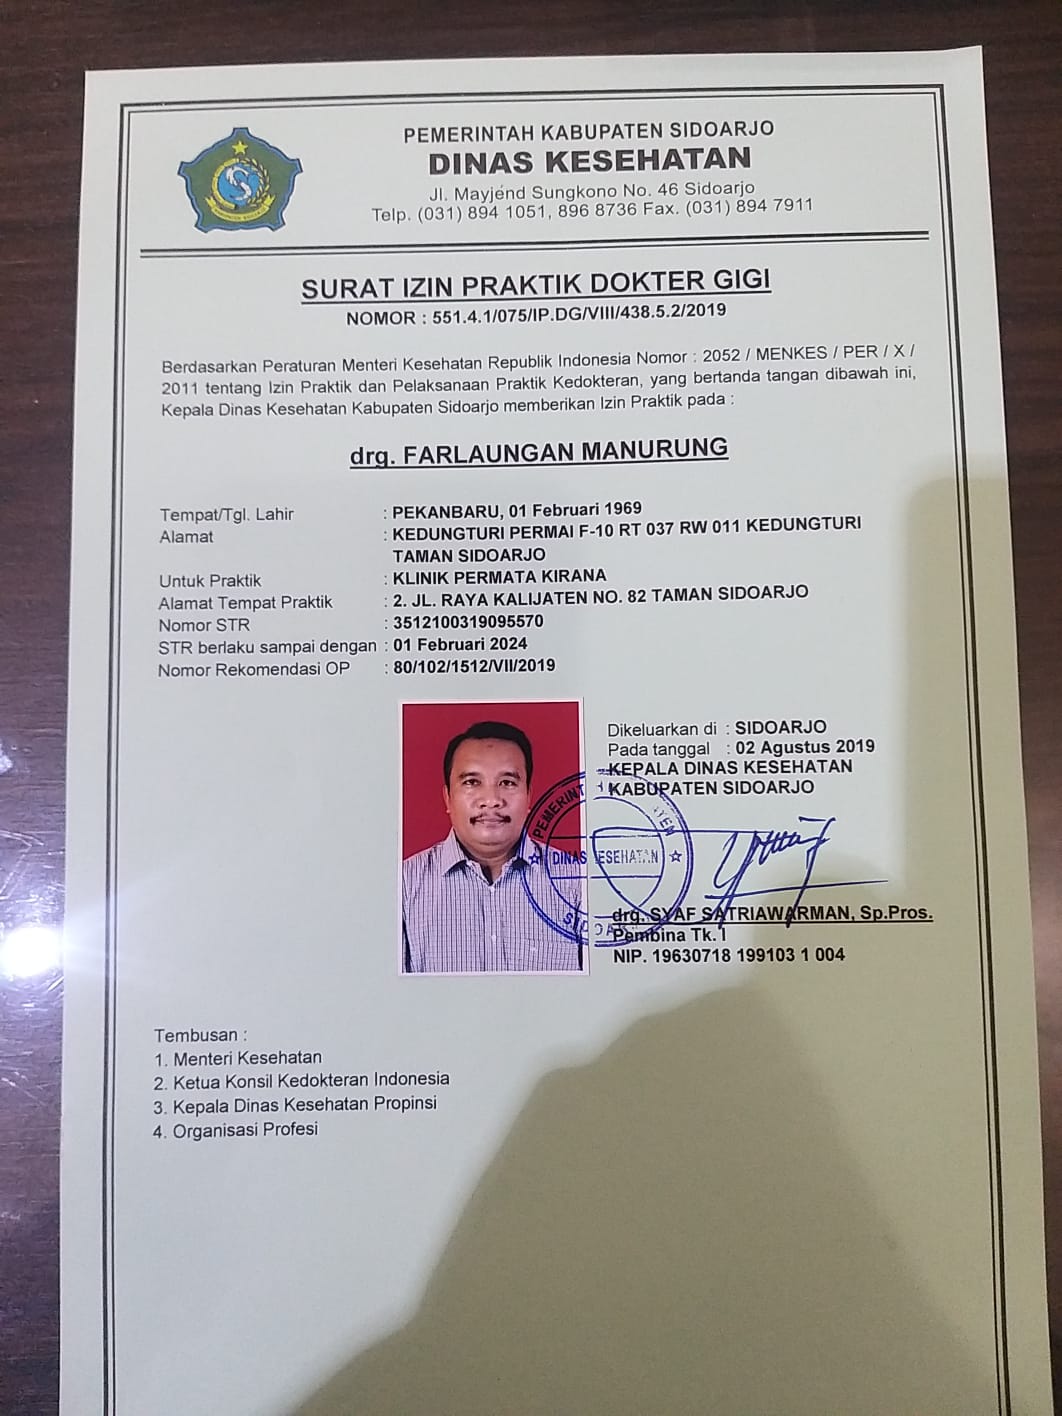 PEMERINTAH KABUPATEN SIDOARJO
DINAS KESEHATAN
Jl. Mayjend Sungkono No. 46 Sidoarjo
Telp. (031) 894 1051, 896 8736 Fax. (031) 894 7911
SURAT IZIN PRAKTIK DOKTER GIGI
NOMOR : 551.4.1/075/IP.DG/VIII/438.5.2/2019
Berdasarkan Peraturan Menteri Kesehatan Republik Indonesia Nomor : 2052 / MENKES / PER / X /
2011 tentang Izin Praktik dan Pelaksanaan Praktik Kedokteran, yang bertanda tangan dibawah ini,
Kepala Dinas Kesehatan Kabupaten Sidoarjo memberikan Izin Praktik pada :
drg. FARLAUNGAN MANURUNG
Tempat/Tgl. Lahir : PEKANBARU, 01 Februari 1969
Alamat : KEDUNGTURI PERMAI F-10 RT 037 RW 011 KEDUNGTURI
TAMAN SIDOARJO
Untuk Praktik : KLINIK PERMATA KIRANA
Alamat Tempat Praktik : 2. JL. RAYA KALIJATEN NO. 82 TAMAN SIDOARJO
Nomor STR : 3512100319095570
STR berlaku sampai dengan : 01 Februari 2024
Nomor Rekomendasi OP : 80/102/1512/VII/2019
Dikeluarkan di : SIDOARJO
Pada tanggal : 02 Agustus 2019
KEPALA DINAS KESEHATAN
KABUPATEN SIDOARJO
DINAS KESEHATAN
drg. SYAF SATRIAWARMAN, Sp.Pros.
Pembina Tk. I
NIP. 19630718 199103 1 004
Tembusan :
1. Menteri Kesehatan
2. Ketua Konsil Kedokteran Indonesia
3. Kepala Dinas Kesehatan Propinsi
4. Organisasi Profesi